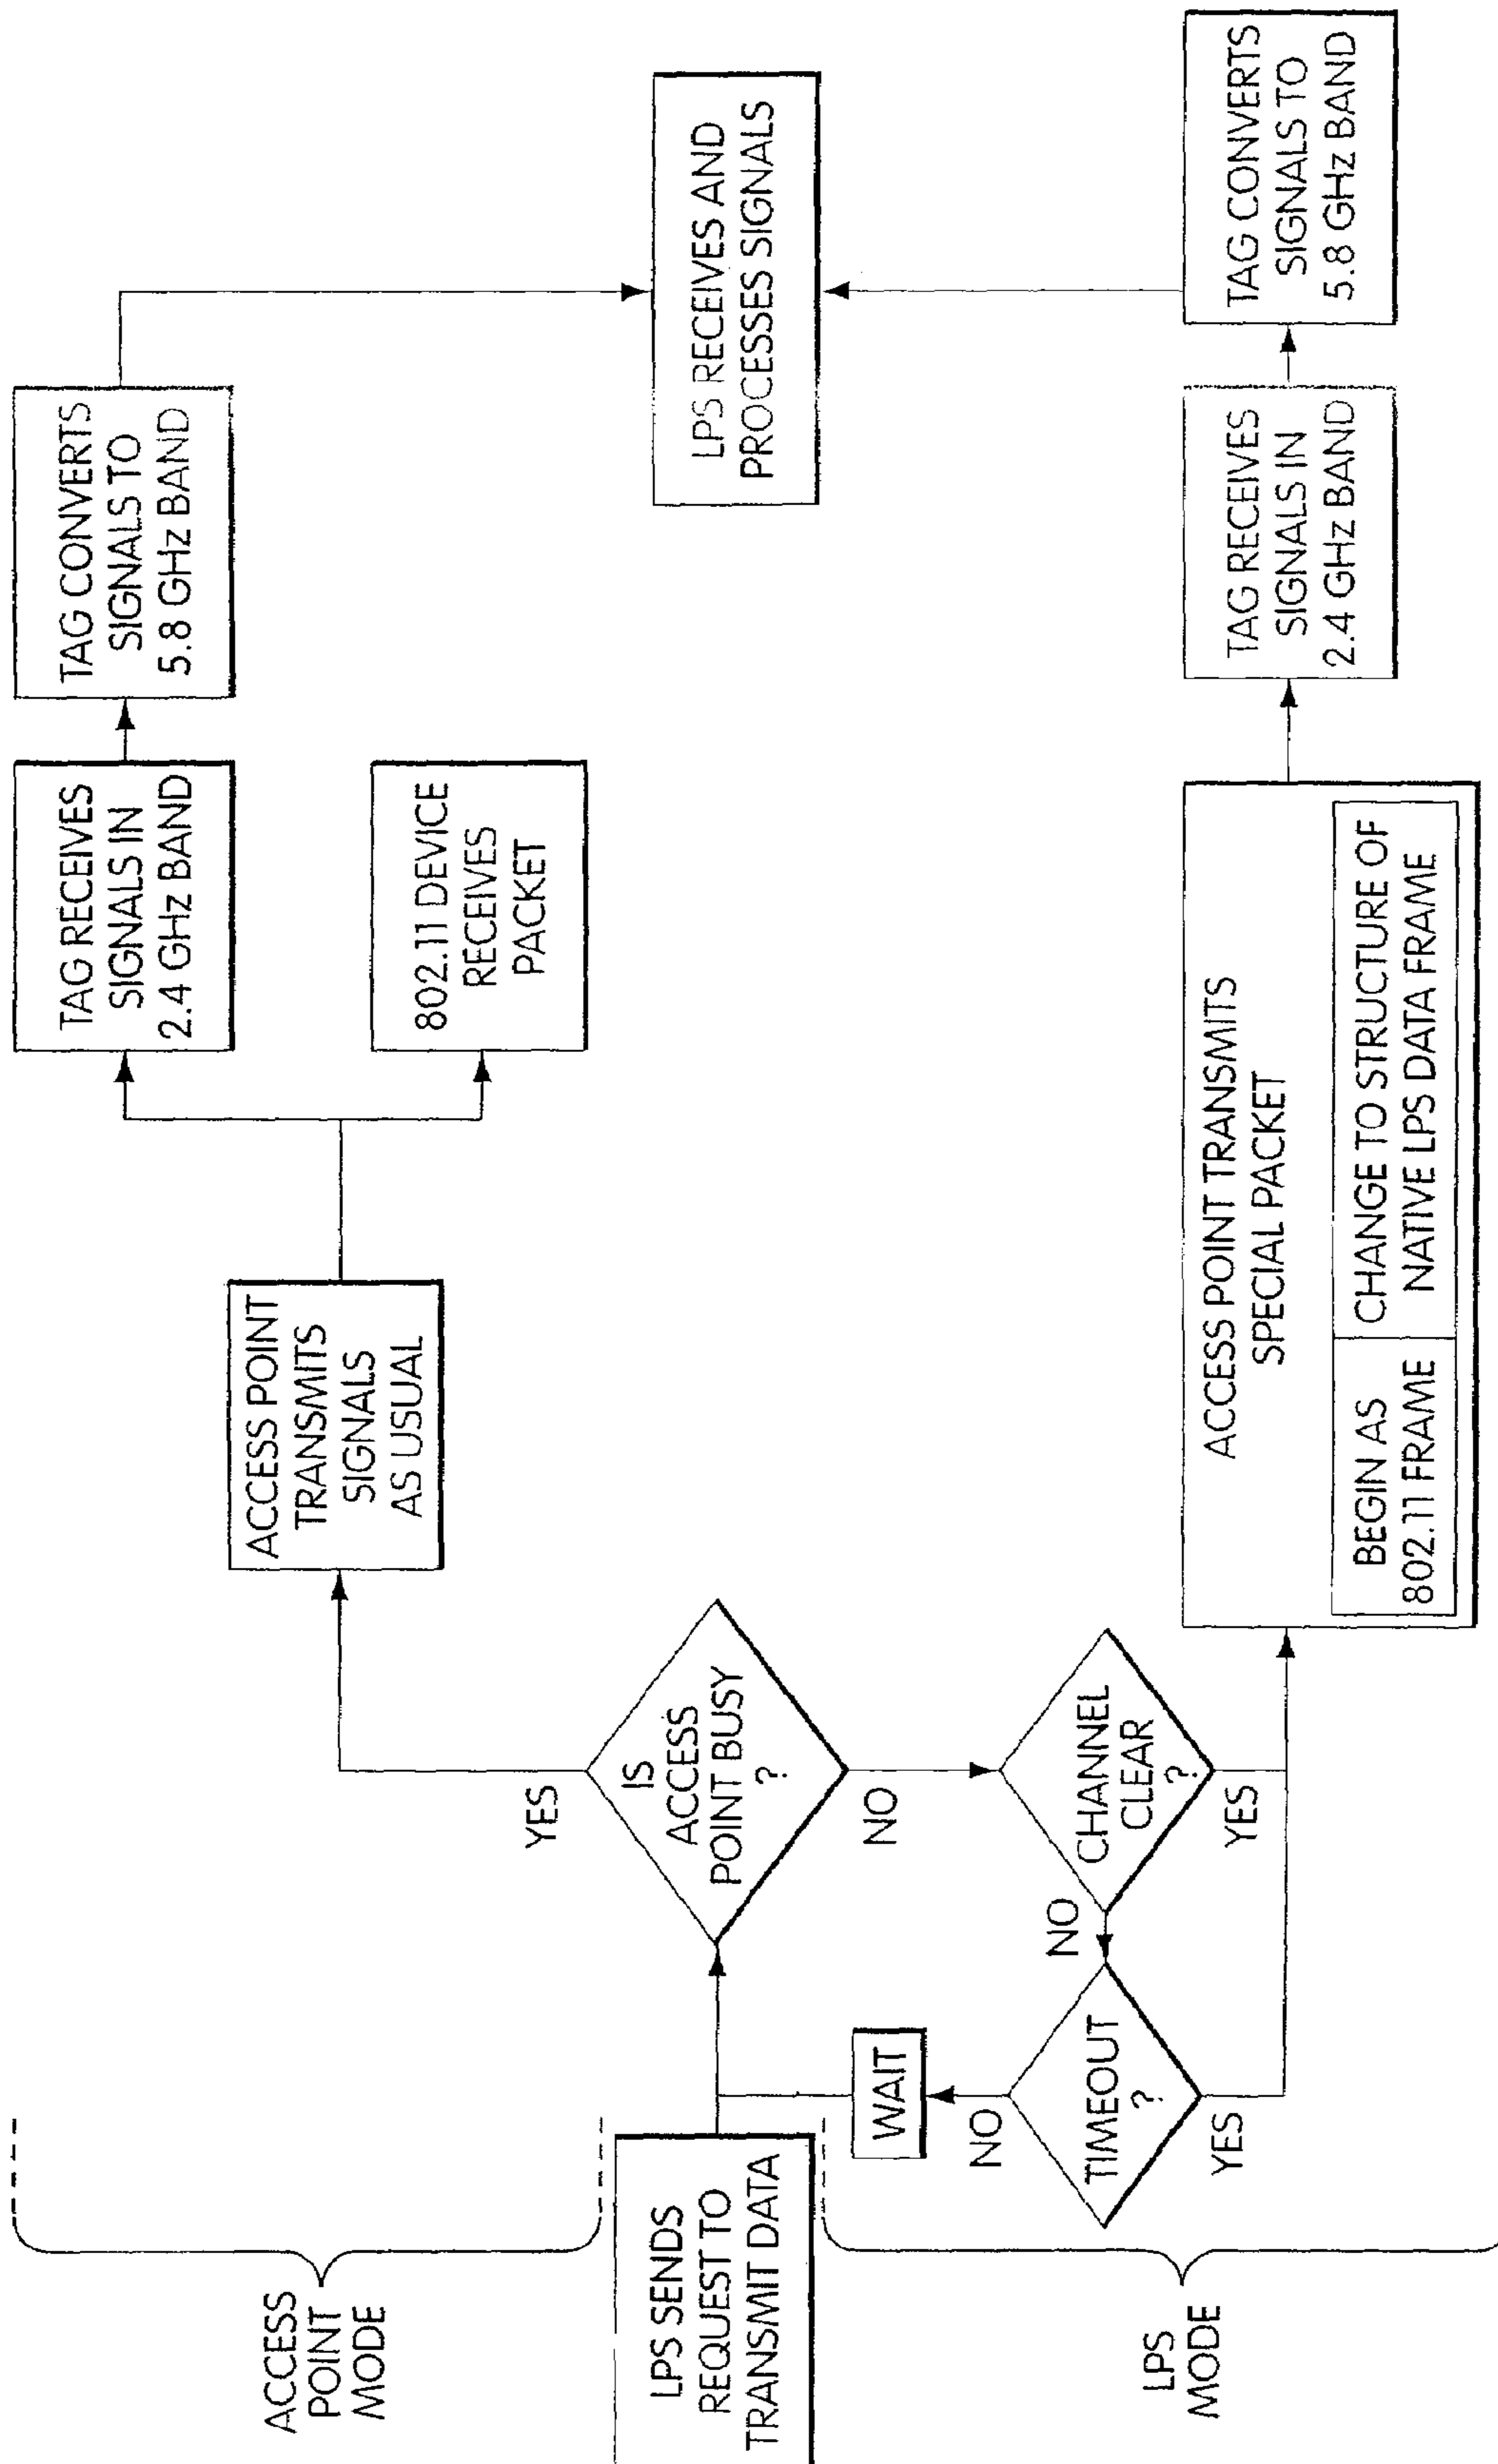 ACCESS
POINT
MODE
LPS SENDS
REQUEST TO
TRANSMIT DATA
LPS
MODE
WAIT
NO
TIMEOUT
?
YES
NO
YES
IS
ACCESS
POINT BUSY
?
NO
CHANNEL
CLEAR
?
YES
ACCESS POINT
TRANSMITS
SIGNALS
AS USUAL
TAG RECEIVES
SIGNALS IN
2.4 GHz BAND
802.11 DEVICE
RECEIVES
PACKET
TAG CONVERTS
SIGNALS TO
5.8 GHz BAND
LPS RECEIVES AND
PROCESSES SIGNALS
ACCESS POINT TRANSMITS
SPECIAL PACKET
BEGIN AS
802.11 FRAME
CHANGE TO STRUCTURE OF
NATIVE LPS DATA FRAME
TAG RECEIVES
SIGNALS IN
2.4 GHz BAND
TAG CONVERTS
SIGNALS TO
5.8 GHz BAND